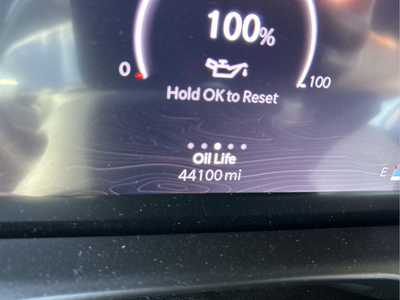 100%
0
100
Hold OK to Reset
Oil Life
44100 mi
E